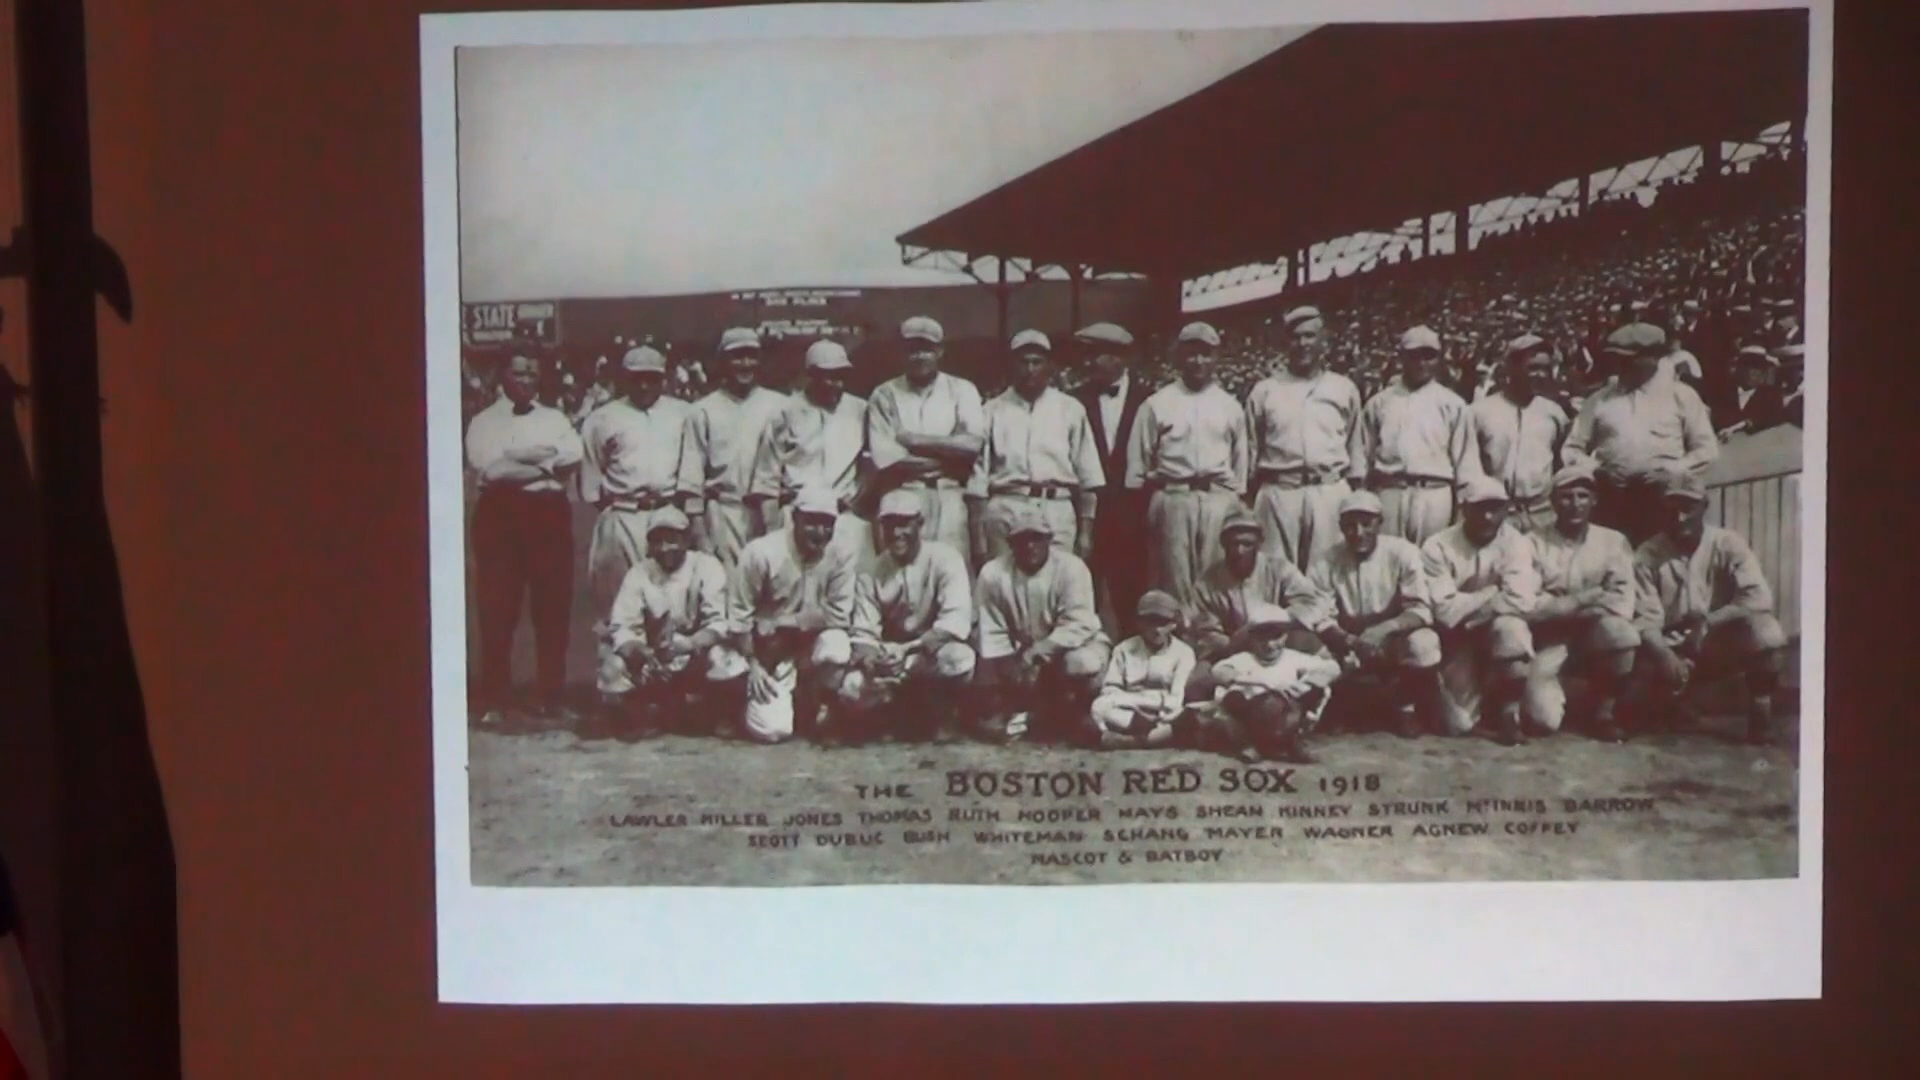 STATE
THE BOSTON RED SOX 1918
LAWLER MILLER JONES THOMAS RUTH HOOPER MAYS SHEAN KINNEY STRUNK McINNIS BARROW
SCOTT DUBUC BUSH WHITEMAN SCHANG MAYER WAGNER AGNEW COFFEY
MASCOT & BATBOY